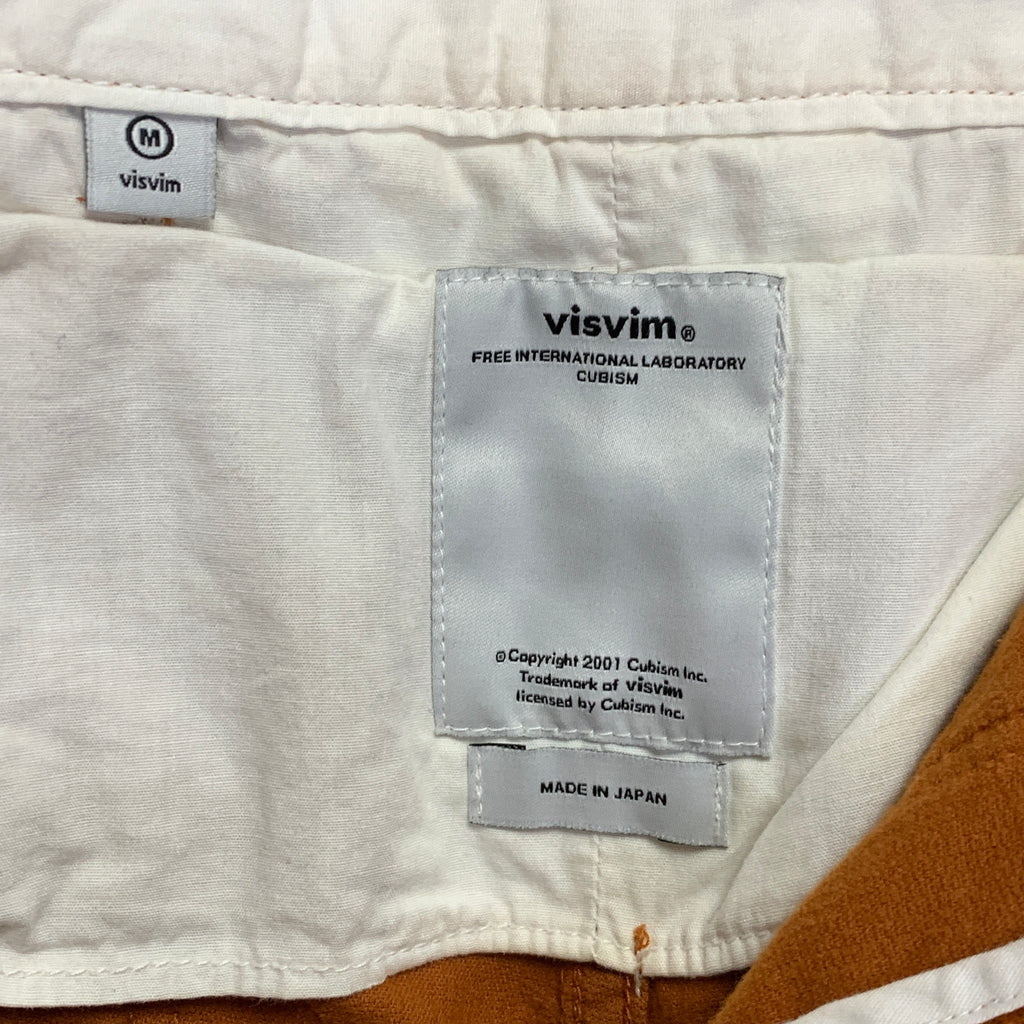 M
visvim
visvim®
FREE INTERNATIONAL LABORATORY
CUBISM
©Copyright 2001 Cubism Inc.
Trademark of visvim
licensed by Cubism Inc.
MADE IN JAPAN